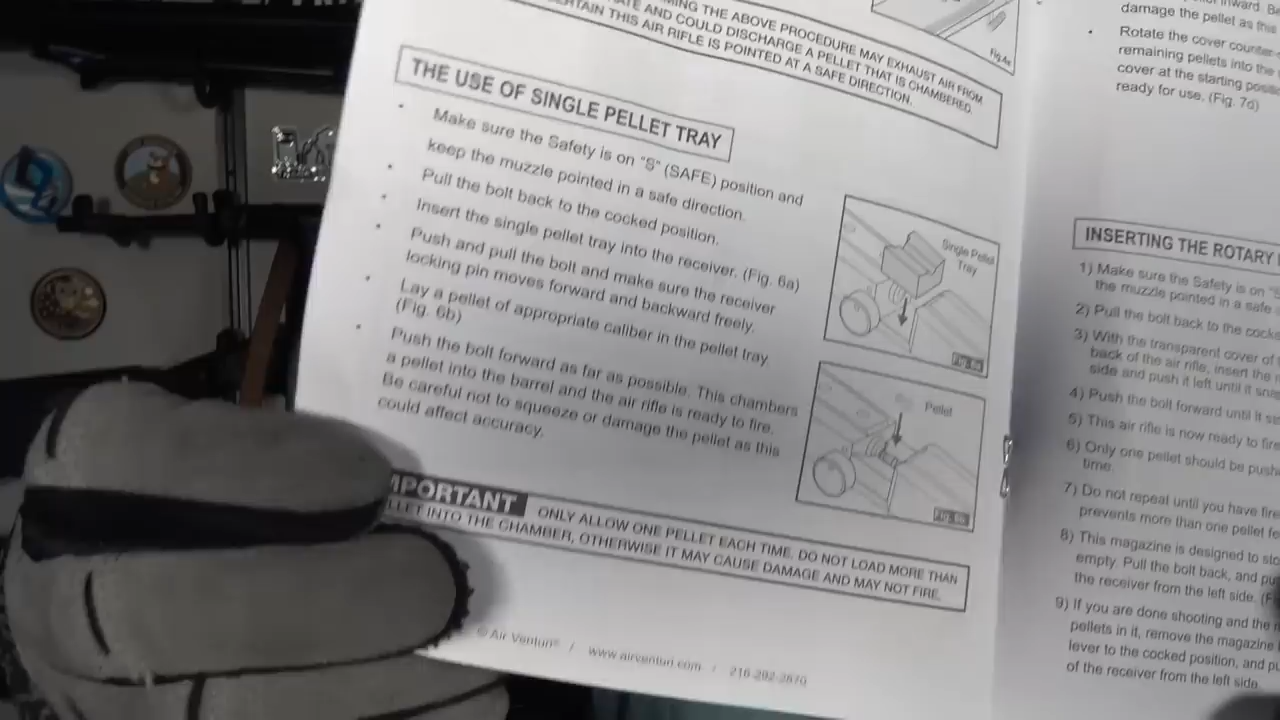 MING THE ABOVE PROCEDURE MAY EXHAUST AIR FROM
ATE AND COULD DISCHARGE A PELLET THAT IS CHAMBERED.
ERTAIN THIS AIR RIFLE IS POINTED AT A SAFE DIRECTION.
THE USE OF SINGLE PELLET TRAY
• Make sure the Safety is on "S" (SAFE) position and
keep the muzzle pointed in a safe direction.
• Pull the bolt back to the cocked position.
• Insert the single pellet tray into the receiver. (Fig. 6a)
• Push and pull the bolt and make sure the receiver
locking pin moves forward and backward freely.
• Lay a pellet of appropriate caliber in the pellet tray.
(Fig. 6b)
• Push the bolt forward as far as possible. This chambers
a pellet into the barrel and the air rifle is ready to fire.
Be careful not to squeeze or damage the pellet as this
could affect accuracy.
Single Pellet
Tray
Fig. 6a
Pellet
MPORTANT ONLY ALLOW ONE PELLET EACH TIME. DO NOT LOAD MORE THAN
LLET INTO THE CHAMBER, OTHERWISE IT MAY CAUSE DAMAGE AND MAY NOT FIRE.
© Air Venturi® / www.airventuri.com / 216-292-2570
inward. Be
damage the pellet as this
• Rotate the cover counter-
remaining pellets into the
cover at the starting positi
ready for use. (Fig. 7d)
INSERTING THE ROTARY
1) Make sure the Safety is on "S
the muzzle pointed in a safe
2) Pull the bolt back to the cocke
3) With the transparent cover of
back of the air rifle, insert the
side and push it left until it sna
4) Push the bolt forward until it s
5) This air rifle is now ready to fire
6) Only one pellet should be push
time.
7) Do not repeat until you have fire
prevents more than one pellet fe
8) This magazine is designed to sto
empty. Pull the bolt back, and pu
the receiver from the left side. (F
9) If you are done shooting and the
pellets in it, remove the magazine
lever to the cocked position, and pu
of the receiver from the left side.